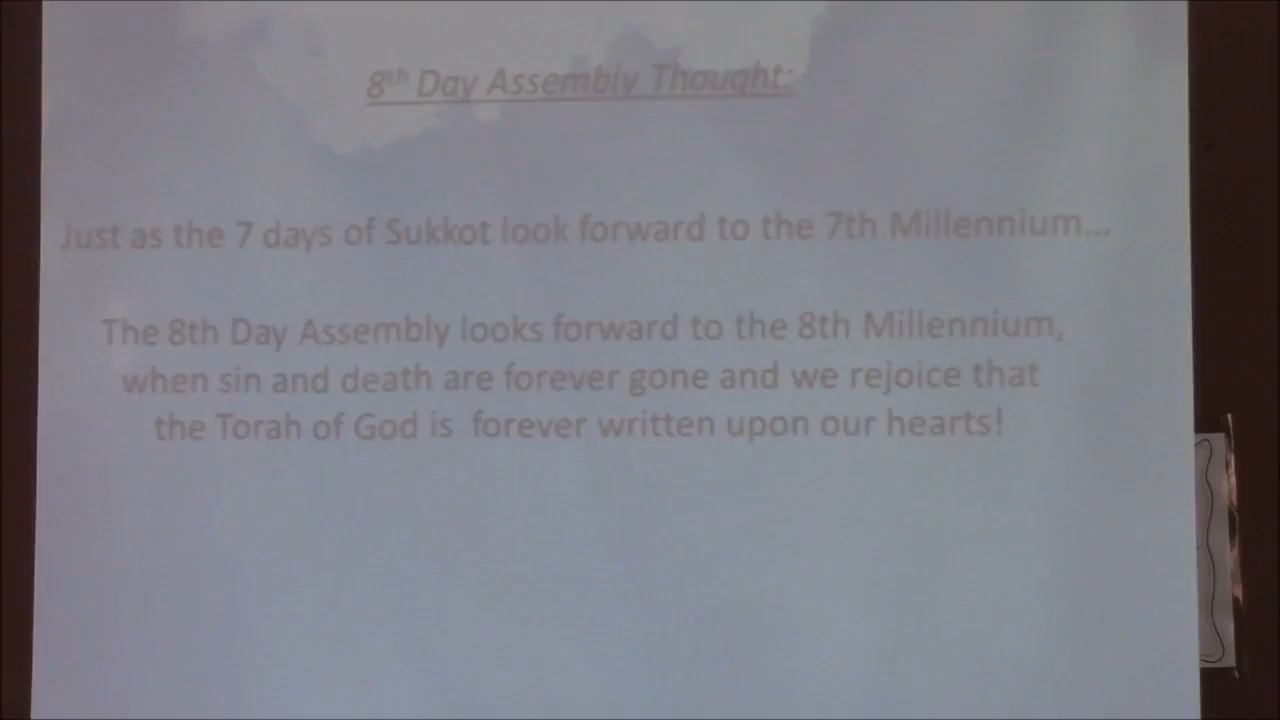 8th Day Assembly Thought:
Just as the 7 days of Sukkot look forward to the 7th Millennium...
The 8th Day Assembly looks forward to the 8th Millennium,
when sin and death are forever gone and we rejoice that
the Torah of God is forever written upon our hearts!